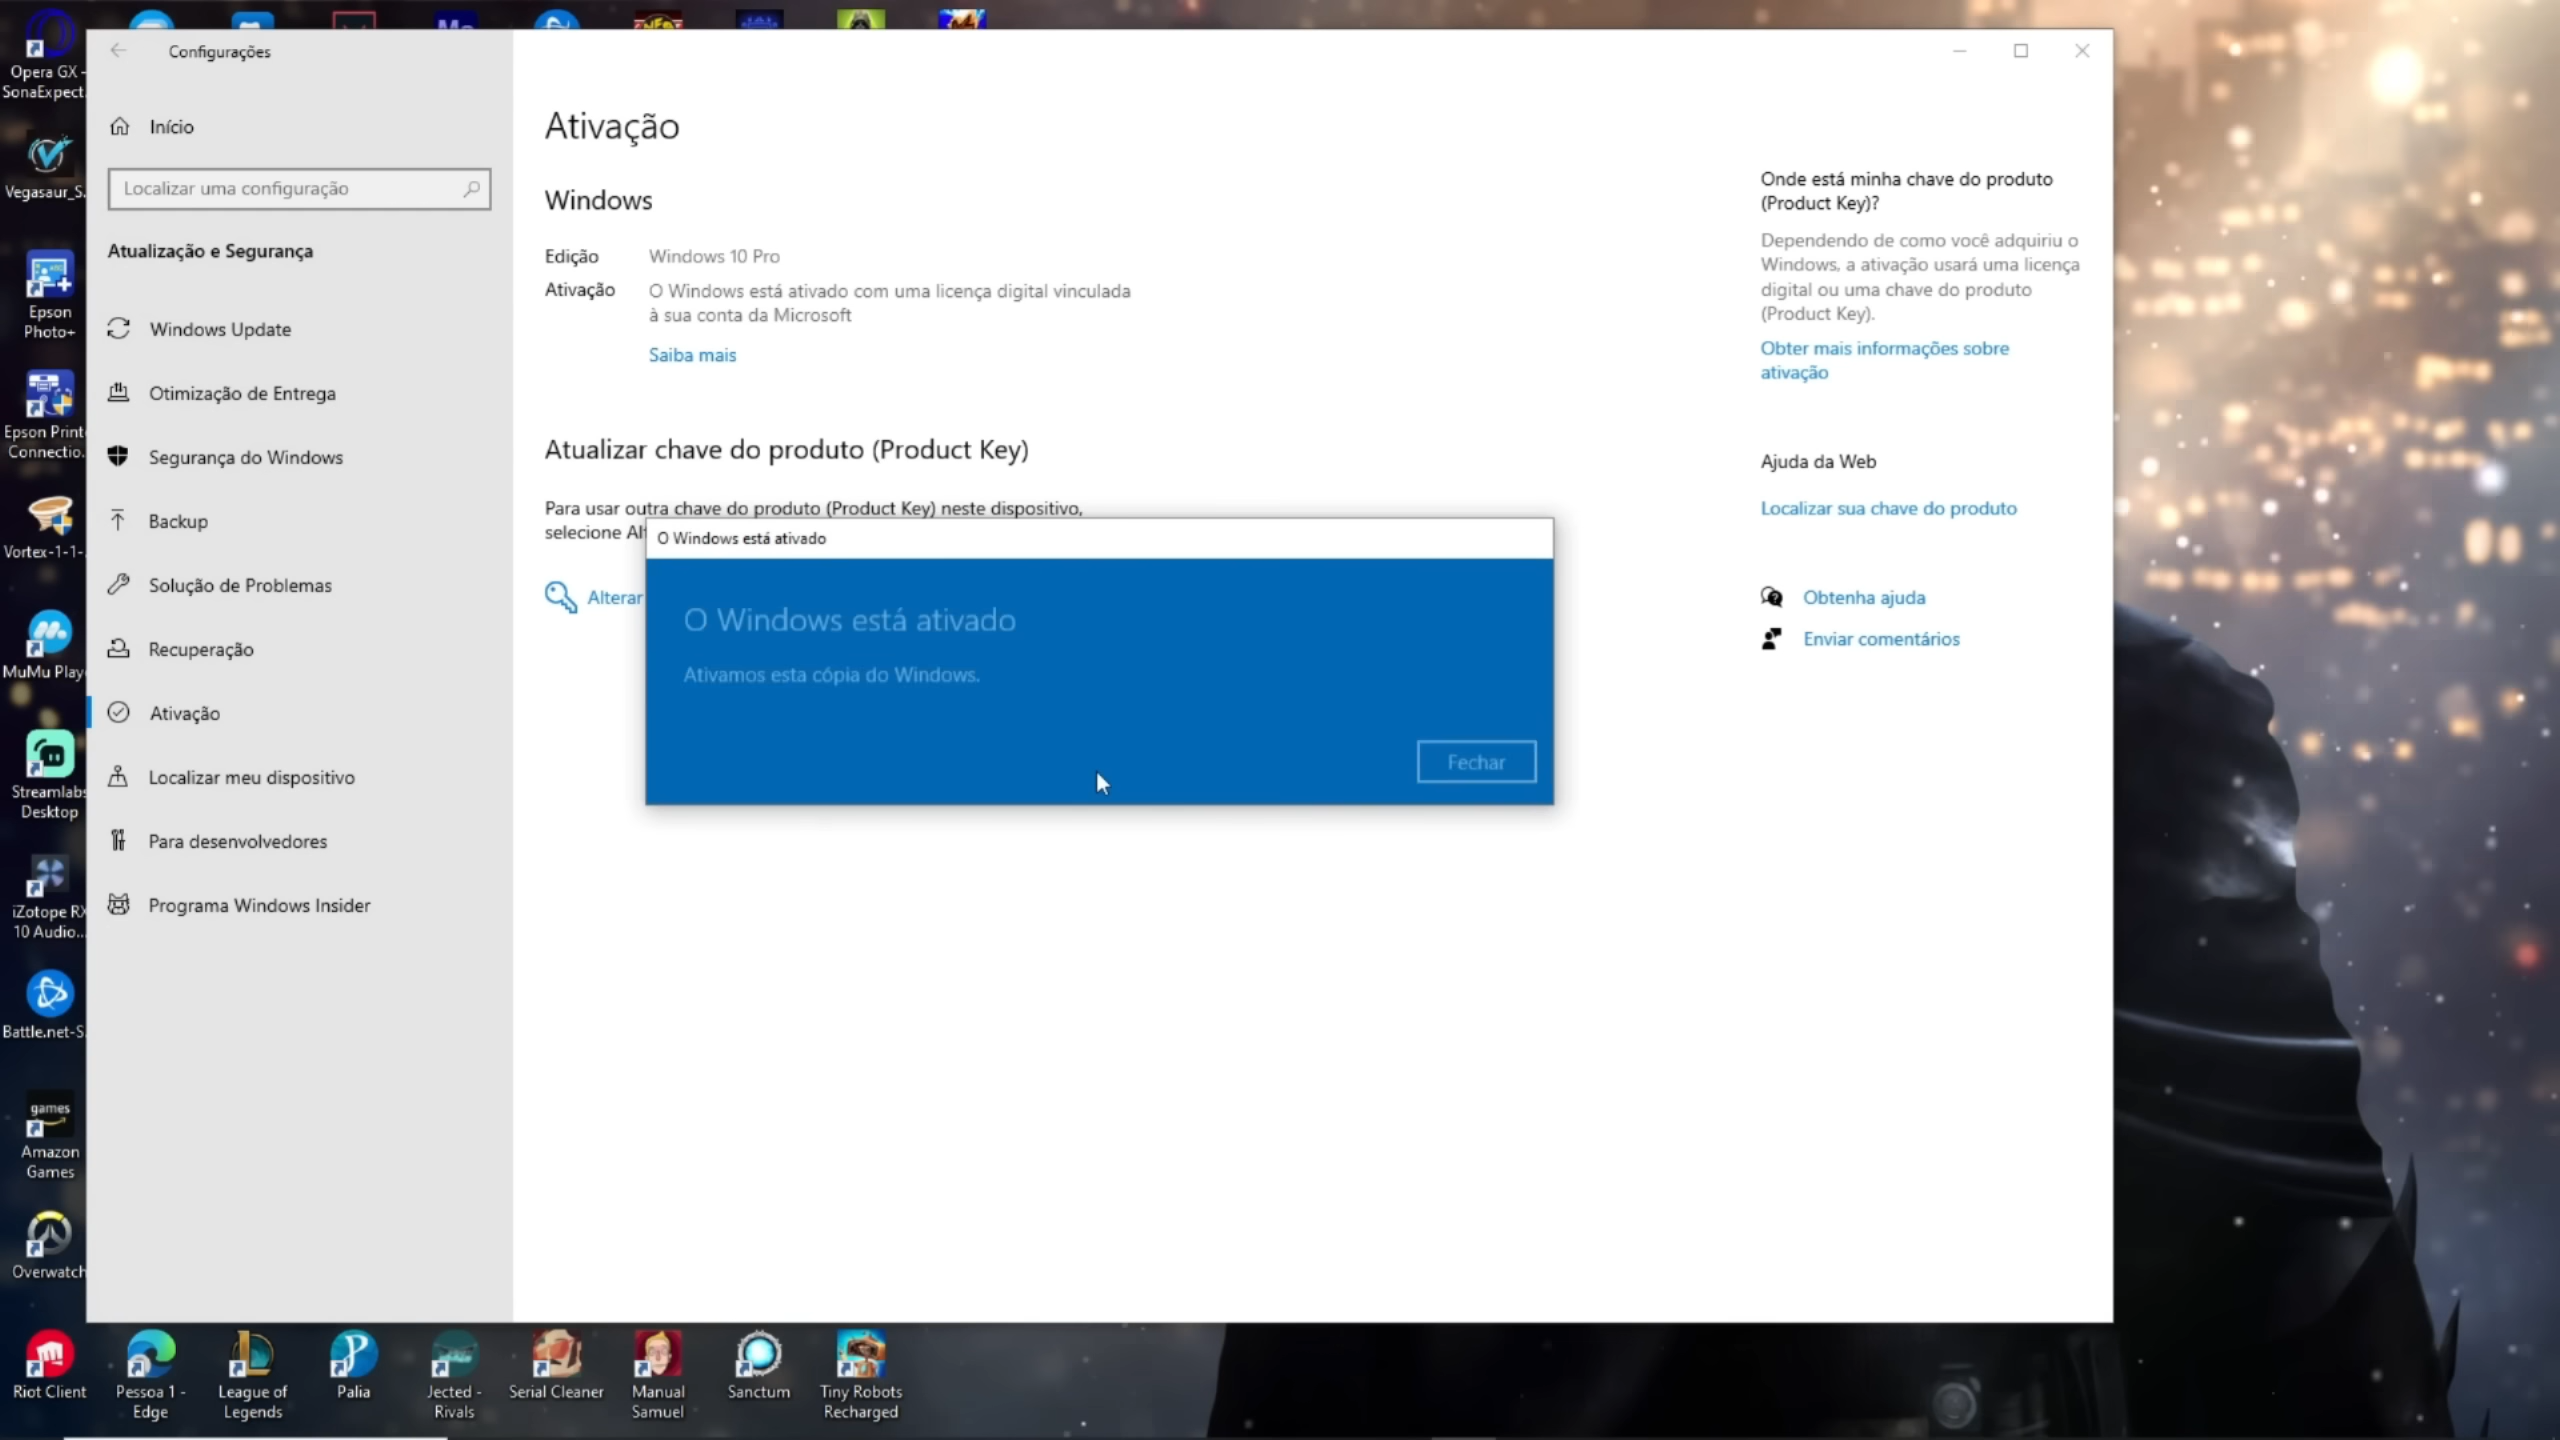 Configurações
Início
Localizar uma configuração
Atualização e Segurança
Windows Update
Otimização de Entrega
Segurança do Windows
Backup
Solução de Problemas
Recuperação
Ativação
Localizar meu dispositivo
Para desenvolvedores
Programa Windows Insider
Ativação
Windows
Edição Windows 10 Pro
Ativação O Windows está ativado com uma licença digital vinculada
à sua conta da Microsoft
Saiba mais
Atualizar chave do produto (Product Key)
Para usar outra chave do produto (Product Key) neste dispositivo,
selecione
Alterar
O Windows está ativado
O Windows está ativado
Ativamos esta cópia do Windows.
Fechar
Onde está minha chave do produto
(Product Key)?
Dependendo de como você adquiriu o
Windows, a ativação usará uma licença
digital ou uma chave do produto
(Product Key).
Obter mais informações sobre
ativação
Ajuda da Web
Localizar sua chave do produto
Obtenha ajuda
Enviar comentários
Opera GX -
SonaExpect...
Vegasaur_S...
Epson
Photo+
Epson Print
Connectio...
Vortex-1-1-...
MuMu Play
Streamlabs
Desktop
iZotope RX
10 Audio...
Battle.net-S...
games
Amazon
Games
Overwatch
Riot Client
Pessoa 1 -
Edge
League of
Legends
Palia
Jected -
Rivals
Serial Cleaner
Manual
Samuel
Sanctum
Tiny Robots
Recharged